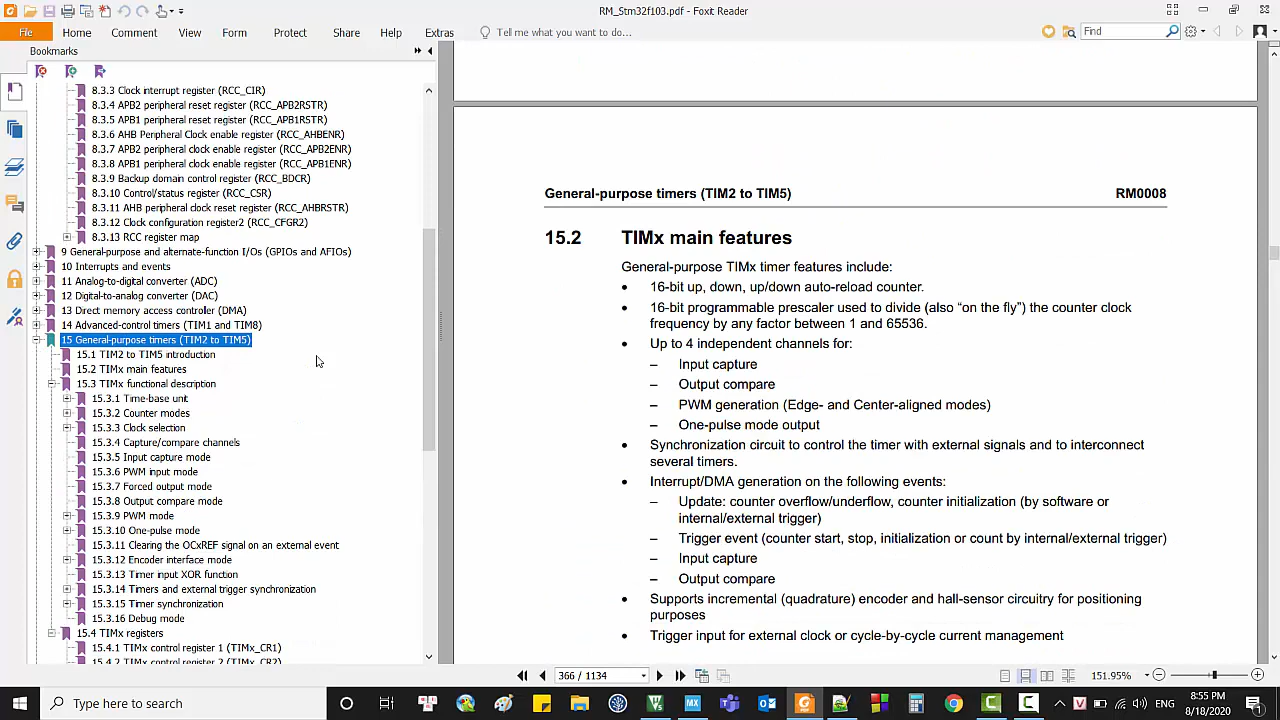 RM_Stm32f103.pdf - Foxit Reader
File Home Comment View Form Protect Share Help Extras Tell me what you want to do... Find
Bookmarks
8.3.3 Clock interrupt register (RCC_CIR)
8.3.4 APB2 peripheral reset register (RCC_APB2RSTR)
8.3.5 APB1 peripheral reset register (RCC_APB1RSTR)
8.3.6 AHB Peripheral Clock enable register (RCC_AHBENR)
8.3.7 APB2 peripheral clock enable register (RCC_APB2ENR)
8.3.8 APB1 peripheral clock enable register (RCC_APB1ENR)
8.3.9 Backup domain control register (RCC_BDCR)
8.3.10 Control/status register (RCC_CSR)
8.3.11 AHB peripheral clock reset register (RCC_AHBRSTR)
8.3.12 Clock configuration register2 (RCC_CFGR2)
8.3.13 RCC register map
9 General-purpose and alternate-function I/Os (GPIOs and AFIOs)
10 Interrupts and events
11 Analog-to-digital converter (ADC)
12 Digital-to-analog converter (DAC)
13 Direct memory access controller (DMA)
14 Advanced-control timers (TIM1 and TIM8)
15 General-purpose timers (TIM2 to TIM5)
15.1 TIM2 to TIM5 introduction
15.2 TIMx main features
15.3 TIMx functional description
15.3.1 Time-base unit
15.3.2 Counter modes
15.3.3 Clock selection
15.3.4 Capture/compare channels
15.3.5 Input capture mode
15.3.6 PWM input mode
15.3.7 Forced output mode
15.3.8 Output compare mode
15.3.9 PWM mode
15.3.10 One-pulse mode
15.3.11 Clearing the OCxREF signal on an external event
15.3.12 Encoder interface mode
15.3.13 Timer input XOR function
15.3.14 Timers and external trigger synchronization
15.3.15 Timer synchronization
15.3.16 Debug mode
15.4 TIMx registers
15.4.1 TIMx control register 1 (TIMx_CR1)
15.4.2 TIMx control register 2 (TIMx_CR2)
General-purpose timers (TIM2 to TIM5) RM0008
15.2 TIMx main features
General-purpose TIMx timer features include:
• 16-bit up, down, up/down auto-reload counter.
• 16-bit programmable prescaler used to divide (also “on the fly”) the counter clock
frequency by any factor between 1 and 65536.
• Up to 4 independent channels for:
– Input capture
– Output compare
– PWM generation (Edge- and Center-aligned modes)
– One-pulse mode output
• Synchronization circuit to control the timer with external signals and to interconnect
several timers.
• Interrupt/DMA generation on the following events:
– Update: counter overflow/underflow, counter initialization (by software or
internal/external trigger)
– Trigger event (counter start, stop, initialization or count by internal/external trigger)
– Input capture
– Output compare
• Supports incremental (quadrature) encoder and hall-sensor circuitry for positioning
purposes
• Trigger input for external clock or cycle-by-cycle current management
366 / 1134 151.95%
Type here to search
ENG
8:55 PM
8/18/2020